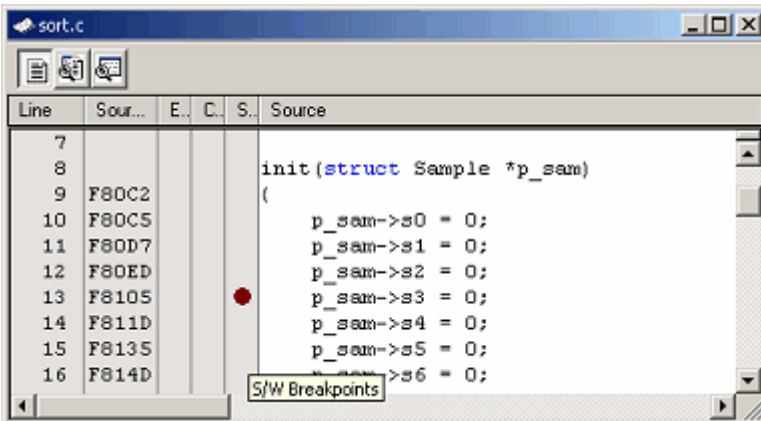 sort.c
Line Sour... E.. C.. S.. Source
7
8 init(struct Sample *p_sam)
9 F80C2 {
10 F80C5 p_sam->s0 = 0;
11 F80D7 p_sam->s1 = 0;
12 F80ED p_sam->s2 = 0;
13 F8105 p_sam->s3 = 0;
14 F811D p_sam->s4 = 0;
15 F8135 p_sam->s5 = 0;
16 F814D p_sam->s6 = 0;
S/W Breakpoints